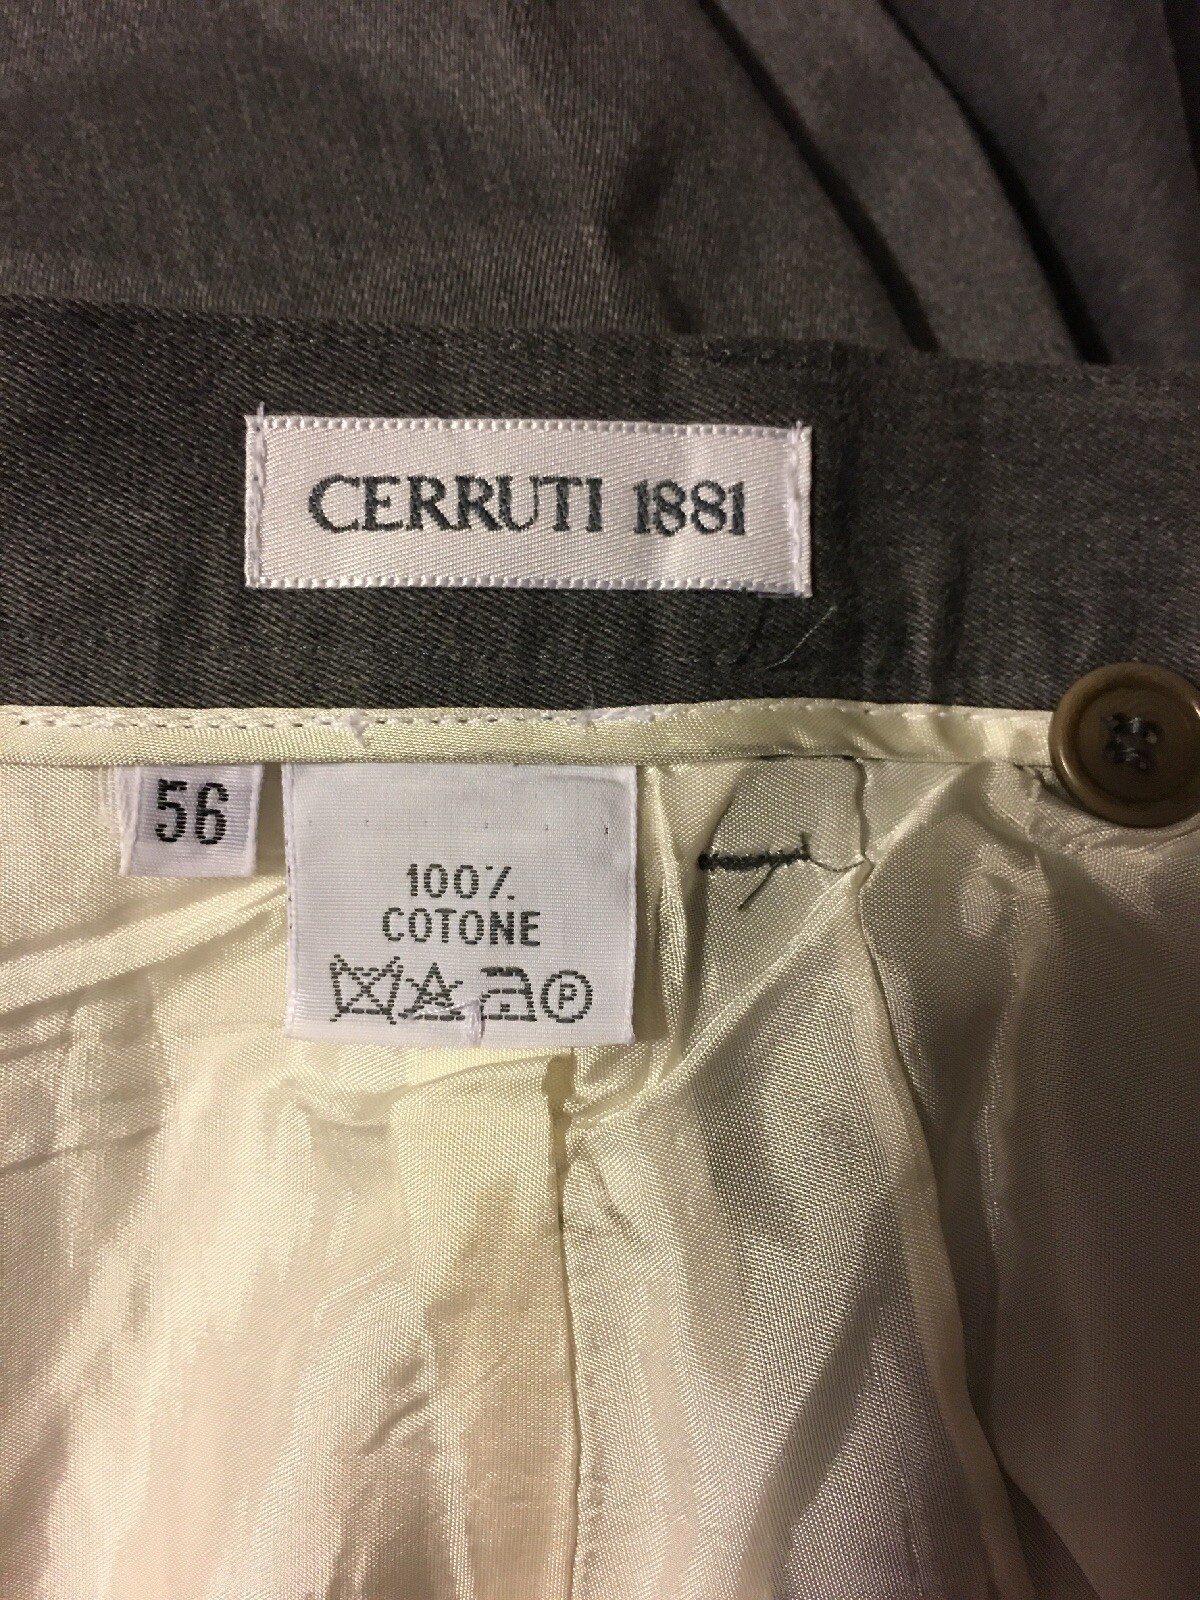 CERRUTI 1881
56
100%
COTONE
P